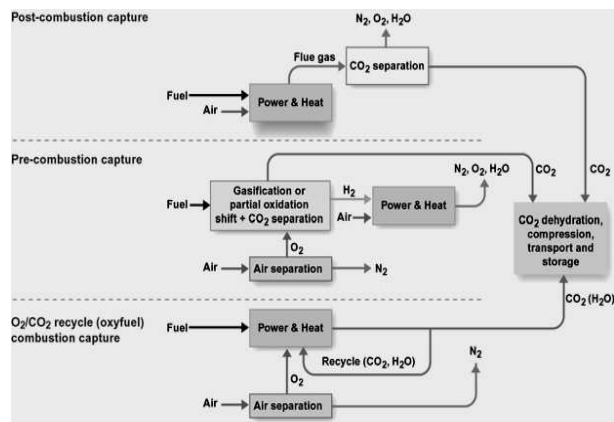 Post-combustion capture
N₂, O₂, H₂O
Flue gas
CO₂ separation
Fuel
Air
Power & Heat
Pre-combustion capture
N₂, O₂, H₂O
CO₂
CO₂
Gasification or
partial oxidation
shift + CO₂ separation
H₂
Fuel
Air
Power & Heat
O₂
Air
Air separation
N₂
CO₂ dehydration,
compression,
transport and
storage
CO₂ (H₂O)
O₂/CO₂ recycle (oxyfuel)
combustion capture
Fuel
Power & Heat
N₂
Recycle (CO₂, H₂O)
O₂
Air
Air separation